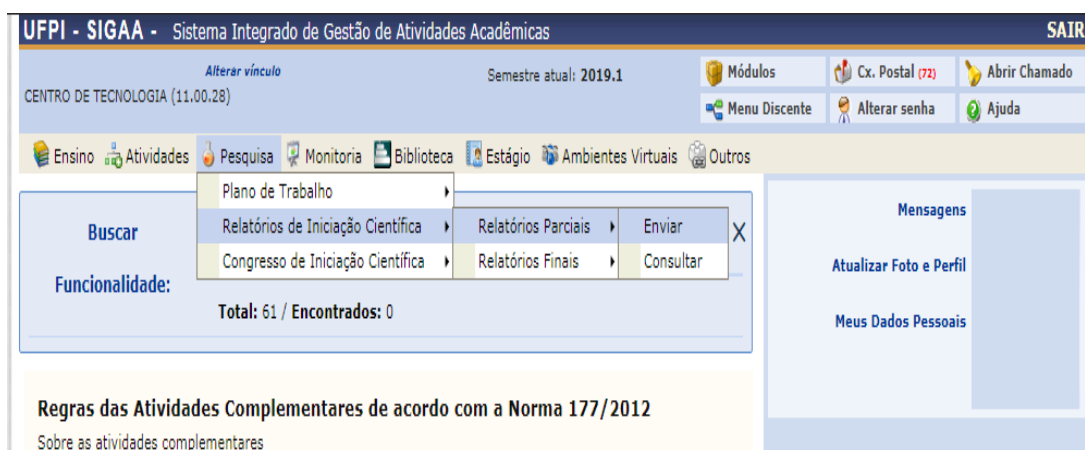 UFPI - SIGAA - Sistema Integrado de Gestão de Atividades Acadêmicas SAIR
Alterar vínculo
Semestre atual: 2019.1
CENTRO DE TECNOLOGIA (11.00.28)
Módulos
Cx. Postal (72)
Abrir Chamado
Menu Discente
Alterar senha
Ajuda
Ensino Atividades Pesquisa Monitoria Biblioteca Estágio Ambientes Virtuais Outros
Plano de Trabalho
Relatórios de Iniciação Científica
Congresso de Iniciação Científica
Relatórios Parciais
Relatórios Finais
Enviar
Consultar
Buscar
Funcionalidade:
X
Total: 61 / Encontrados: 0
Mensagens
Atualizar Foto e Perfil
Meus Dados Pessoais
Regras das Atividades Complementares de acordo com a Norma 177/2012
Sobre as atividades complementares